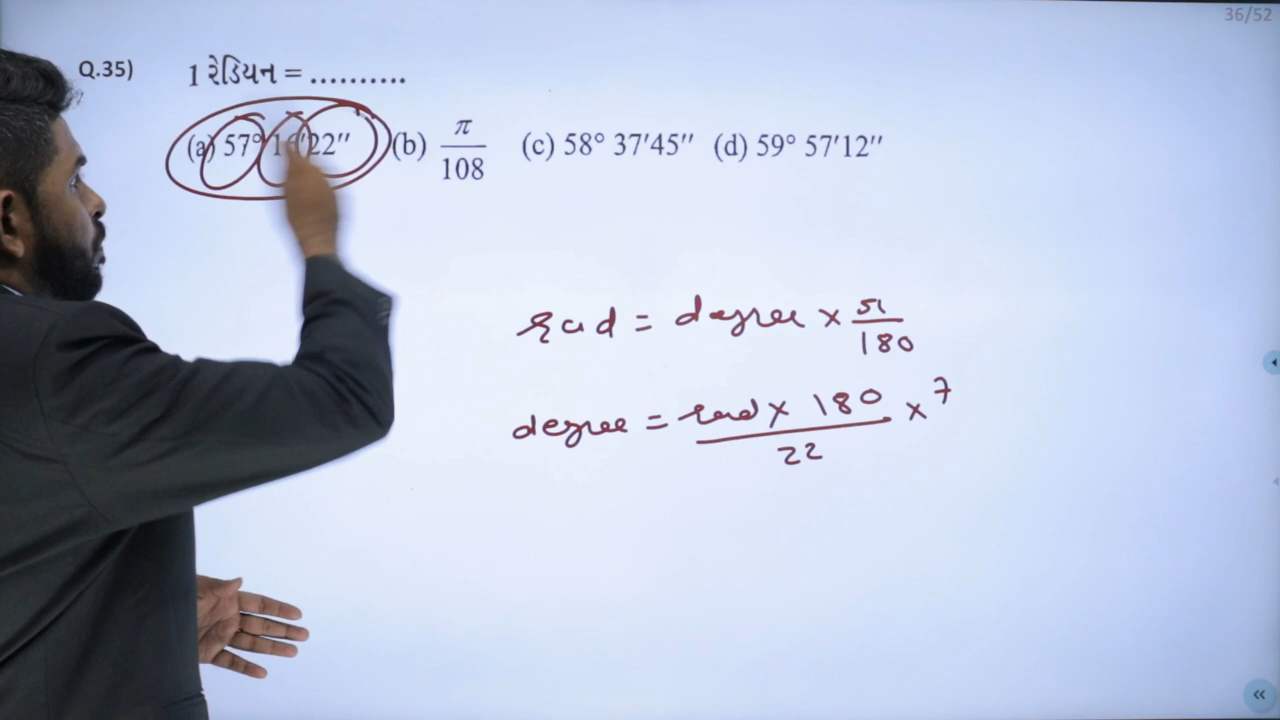 36/52
Q.35) 1 રેડિયન = ..........
(a) 57° 22'' (b) π/108 (c) 58° 37'45'' (d) 59° 57'12''
rad = degree × π/180
degree = rad × 180/22 × 7